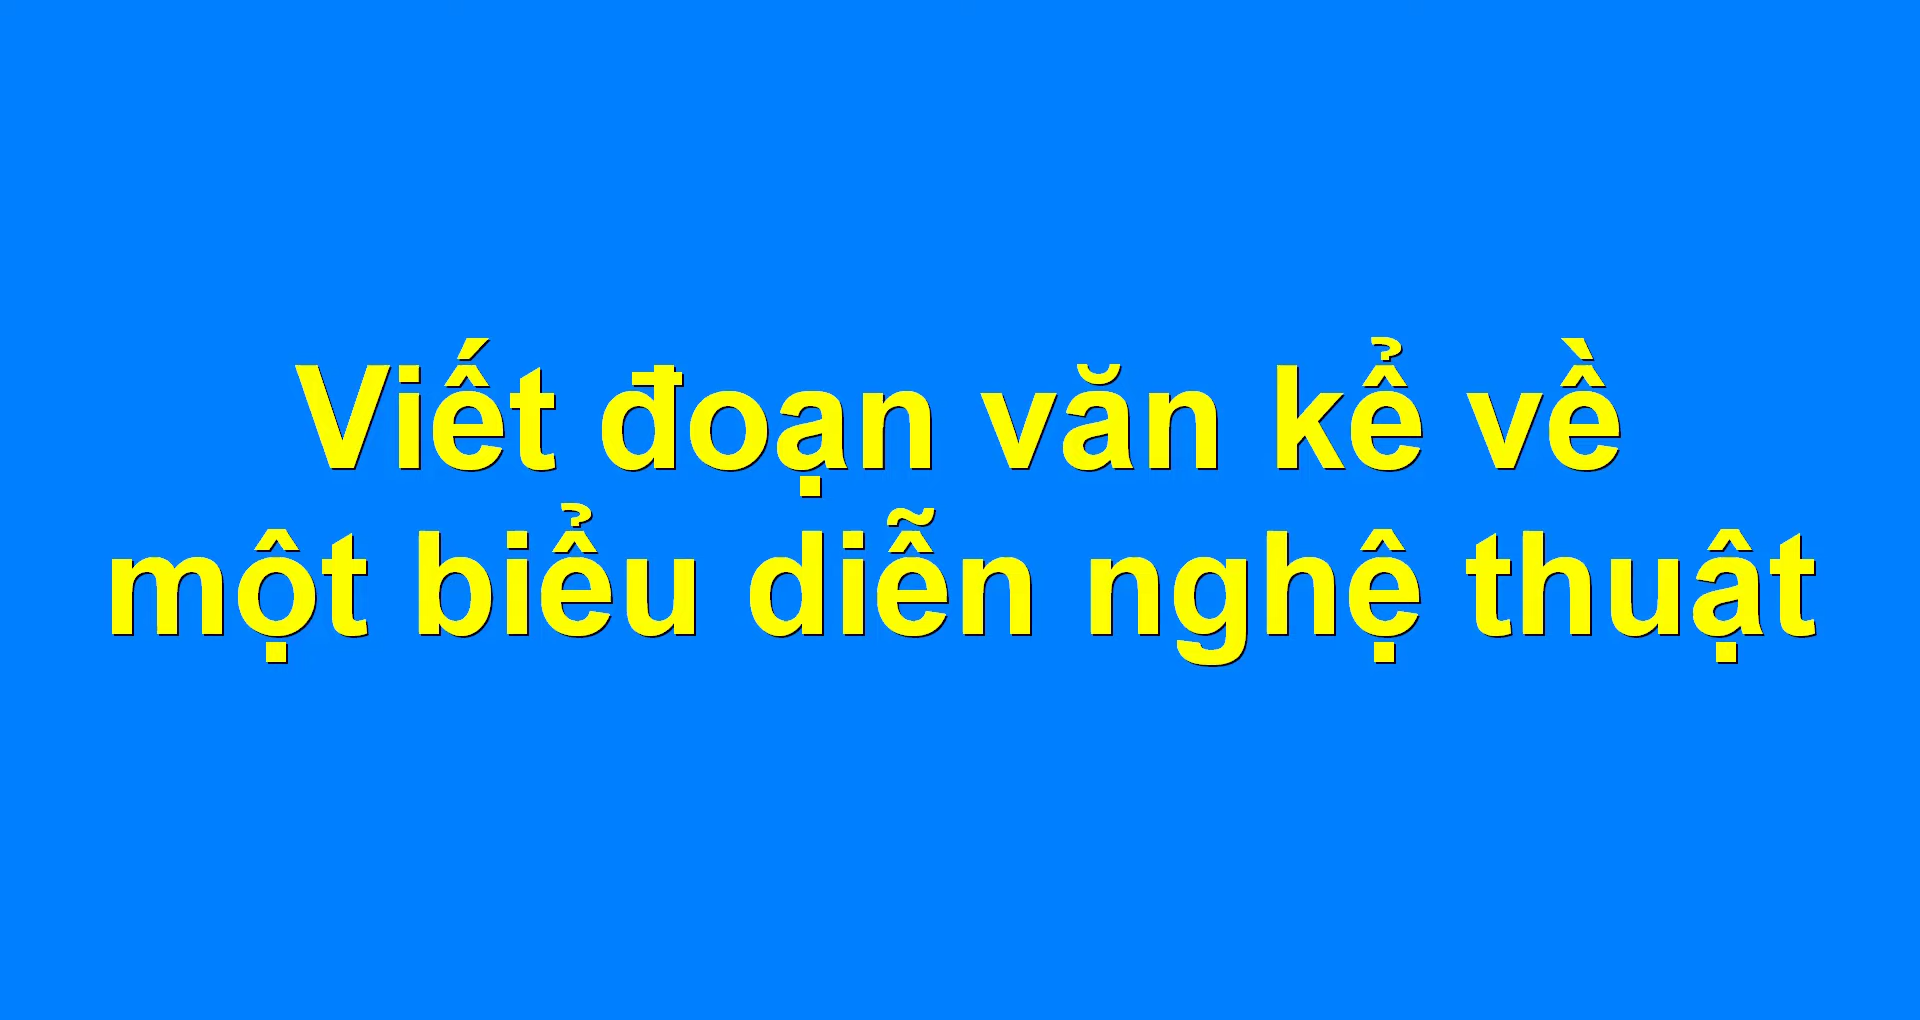 Viết đoạn văn kể về
một biểu diễn nghệ thuật